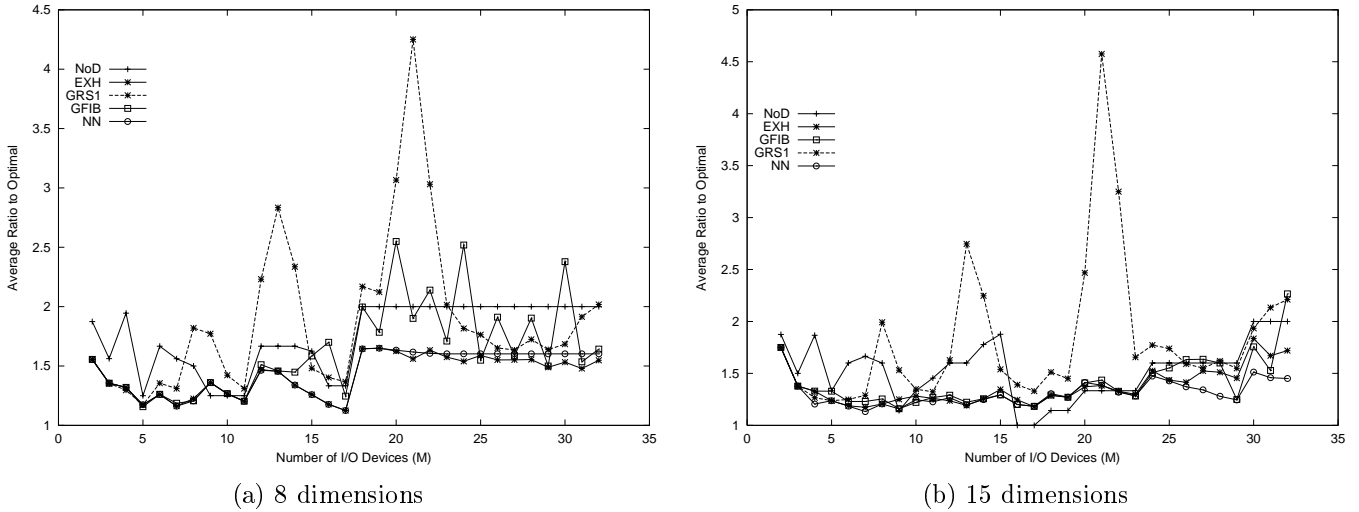 4.5
4
3.5
3
2.5
2
1.5
1
Average Ratio to Optimal
NoD
EXH
GRS1
GFIB
NN
0 5 10 15 20 25 30 35
Number of I/O Devices (M)
(a) 8 dimensions
5
4.5
4
3.5
3
2.5
2
1.5
1
Average Ratio to Optimal
NoD
EXH
GFIB
GRS1
NN
0 5 10 15 20 25 30 35
Number of I/O Devices (M)
(b) 15 dimensions